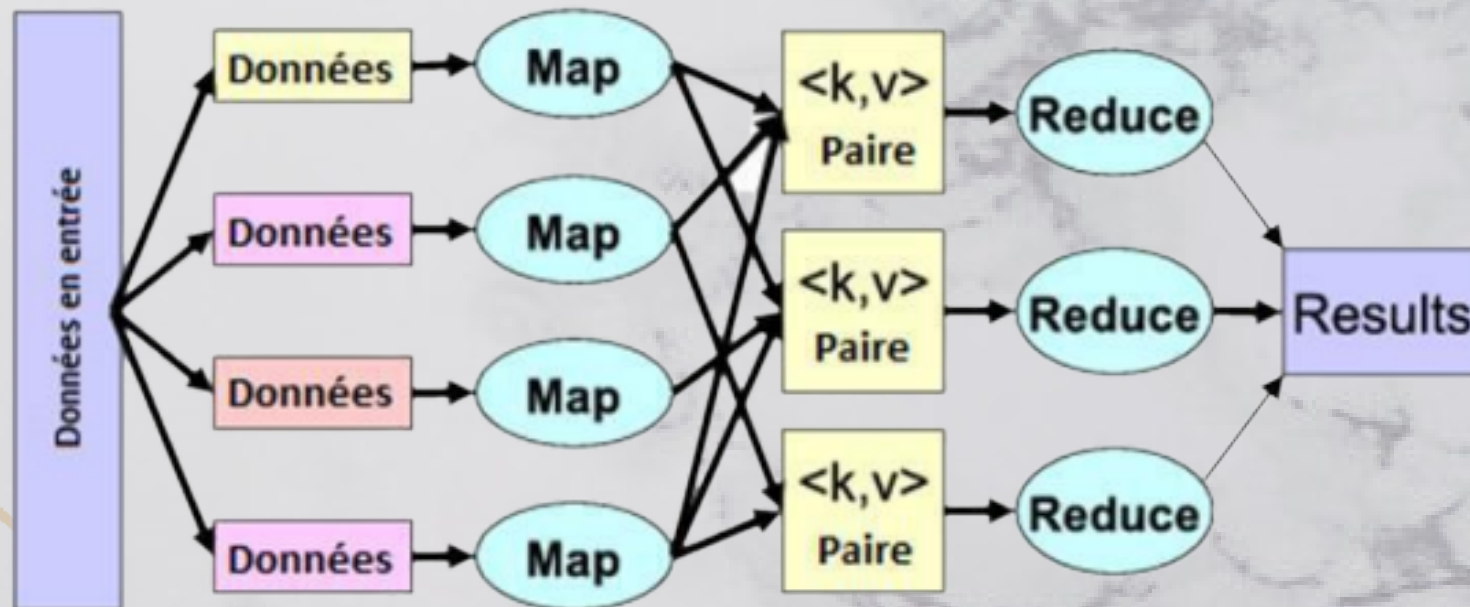 Données en entrée
Données
Map
Données
Map
Données
Map
Données
Map
<k,v>
Paire
<k,v>
Paire
<k,v>
Paire
Reduce
Reduce
Reduce
Results